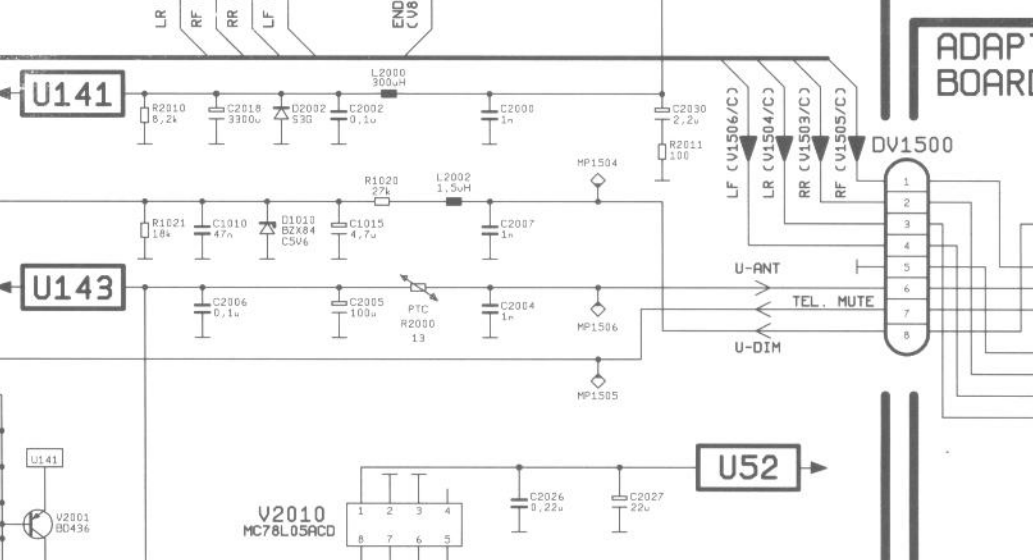 LR
RF
RR
LF
END
(V8
ADAPT
BOARD
U141
R2010
8,2k
C2018
3300u
D2002
S3G
C2002
0,1u
L2000
300uH
C2000
1n
C2030
2,2u
R2011
100
LF (V1506/C)
LR (V1504/C)
RR (V1503/C)
RF (V1505/C)
DV1500
1
2
3
4
5
6
7
8
MP1504
R1020
27k
L2002
1,5uH
R1021
18k
C1010
47n
D1010
BZX84
C5V6
C1015
4,7u
C2007
1n
U143
U-ANT
TEL. MUTE
U-DIM
C2006
0,1u
C2005
100u
PTC
R2000
13
C2004
1n
MP1506
MP1505
U141
V2001
BD436
U52
V2010
MC78L05ACD
1 2 3 4
8 7 6 5
C2026
0,22u
C2027
22u